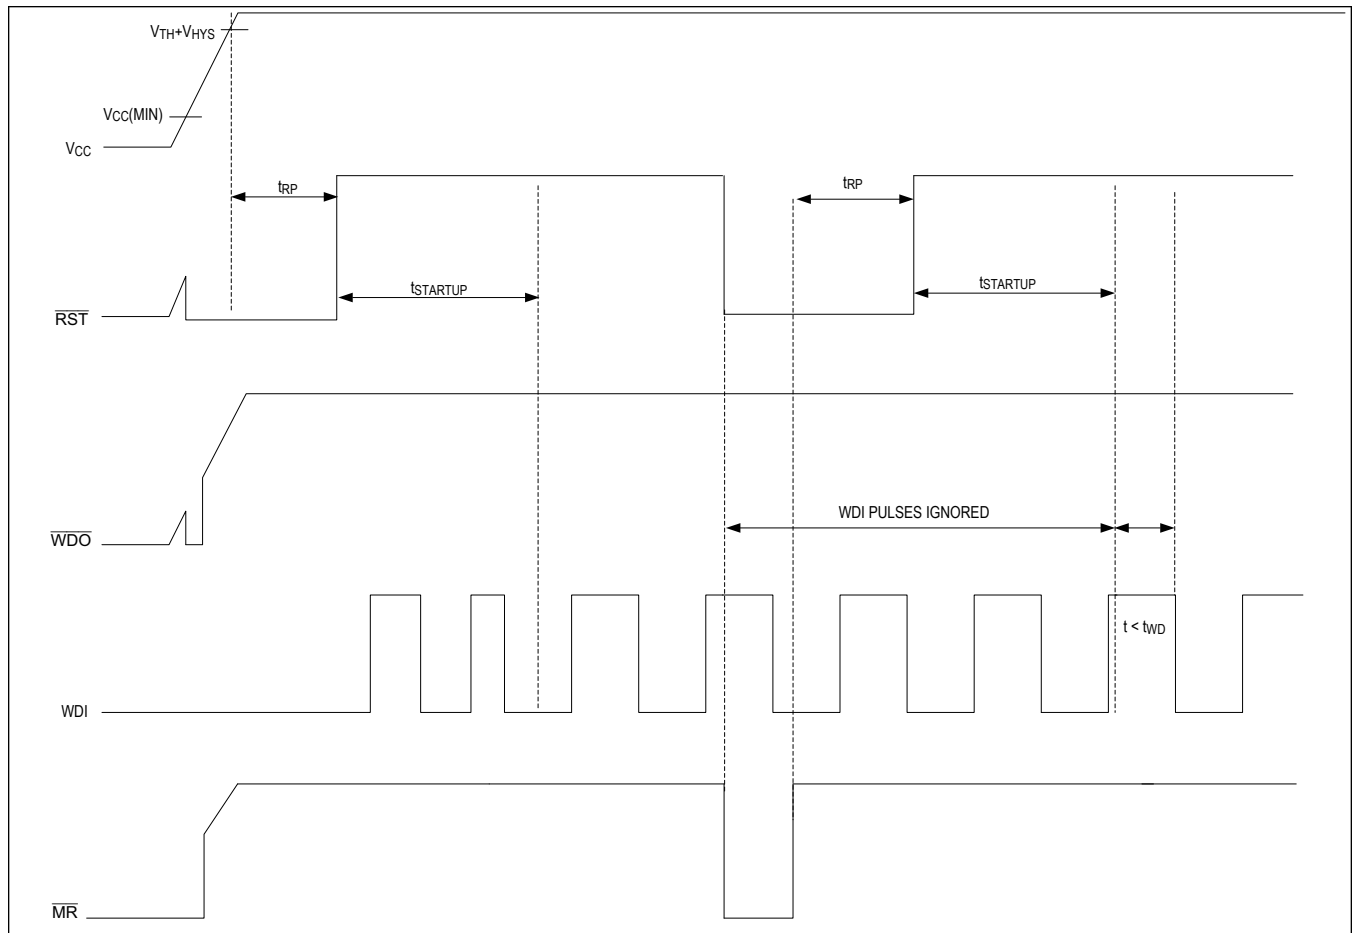 VTH+VHYS
VCC(MIN)
VCC
tRP
tRP
tSTARTUP
tSTARTUP
RST
WDI PULSES IGNORED
WDO
t < tWD
WDI
MR